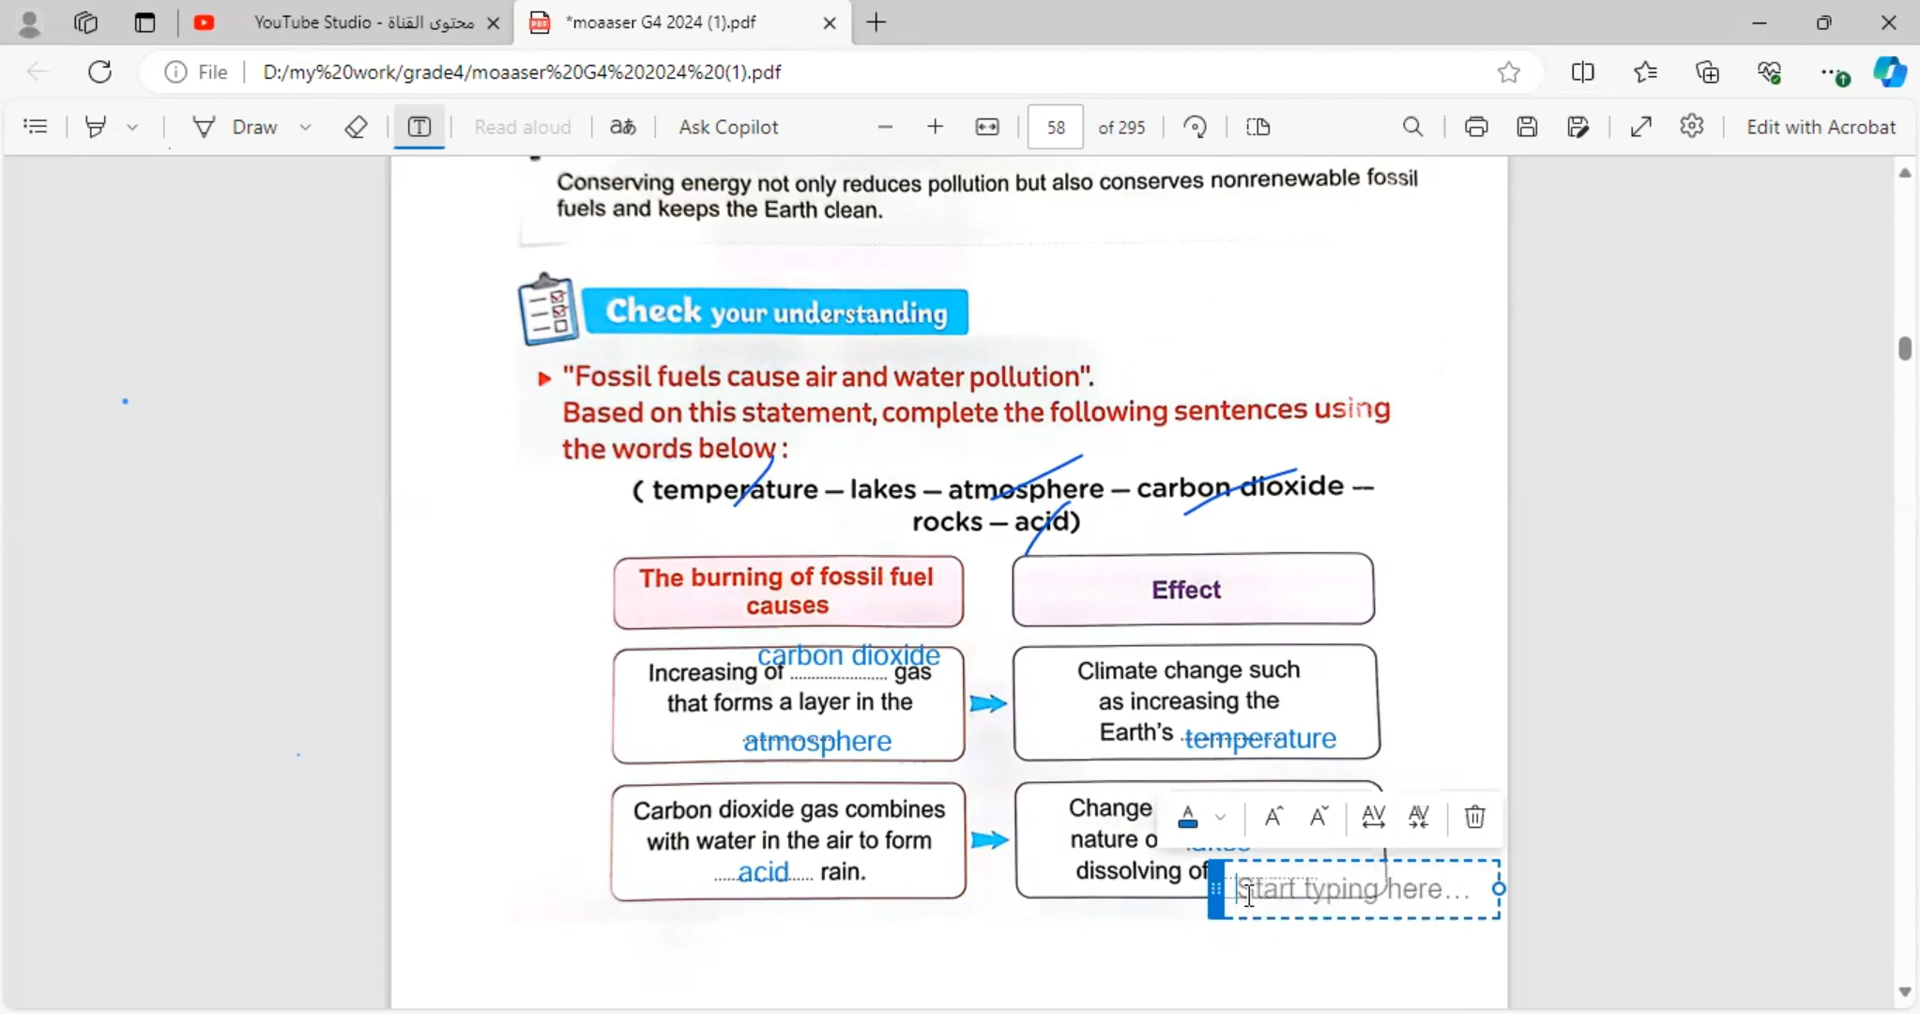 YouTube Studio - محتوى القناة
*moaaser G4 2024 (1).pdf
File
D:/my%20work/grade4/moaaser%20G4%202024%20(1).pdf
Draw
Read aloud
aあ
Ask Copilot
58
of 295
Edit with Acrobat
Conserving energy not only reduces pollution but also conserves nonrenewable fossil
fuels and keeps the Earth clean.
Check your understanding
"Fossil fuels cause air and water pollution".
Based on this statement, complete the following sentences using
the words below :
( temperature – lakes – atmosphere – carbon dioxide –
rocks – acid)
The burning of fossil fuel
causes
Effect
carbon dioxide
Increasing of .................... gas
that forms a layer in the
atmosphere
Climate change such
as increasing the
Earth's temperature
Carbon dioxide gas combines
with water in the air to form
acid rain.
Change
nature o
lakes
dissolving of
Start typing here...